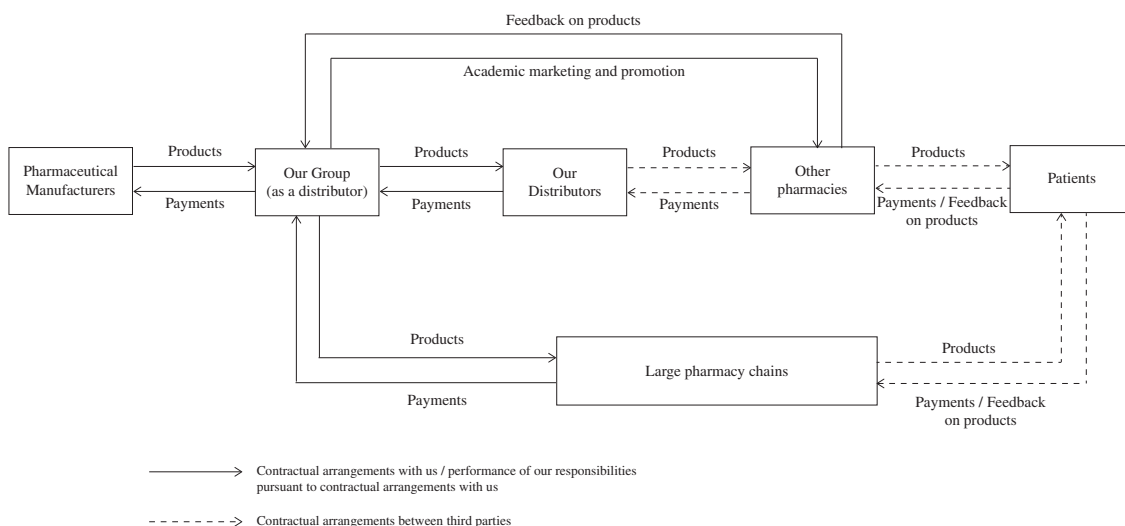 Feedback on products
Academic marketing and promotion
Products
Products
Products
Products
Pharmaceutical
Manufacturers
Our Group
(as a distributor)
Our
Distributors
Other
pharmacies
Patients
Payments
Payments
Payments
Payments / Feedback
on products
Products
Products
Large pharmacy chains
Payments
Payments / Feedback
on products
Contractual arrangements with us / performance of our responsibilities
pursuant to contractual arrangements with us
Contractual arrangements between third parties